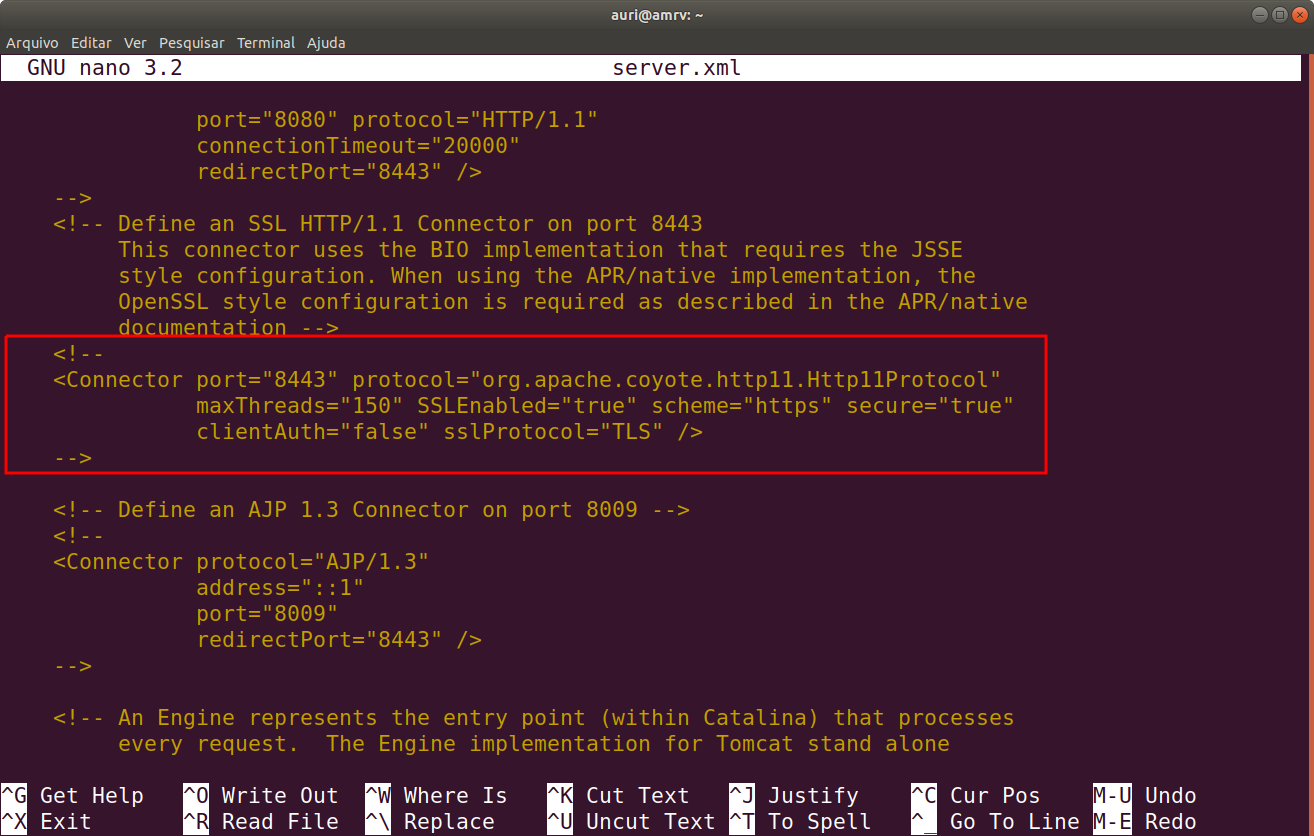 auri@amrv: ~
Arquivo Editar Ver Pesquisar Terminal Ajuda
GNU nano 3.2 server.xml
port="8080" protocol="HTTP/1.1"
connectionTimeout="20000"
redirectPort="8443" />
-->
<!-- Define an SSL HTTP/1.1 Connector on port 8443
This connector uses the BIO implementation that requires the JSSE
style configuration. When using the APR/native implementation, the
OpenSSL style configuration is required as described in the APR/native
documentation -->
<!--
<Connector port="8443" protocol="org.apache.coyote.http11.Http11Protocol"
maxThreads="150" SSLEnabled="true" scheme="https" secure="true"
clientAuth="false" sslProtocol="TLS" />
-->
<!-- Define an AJP 1.3 Connector on port 8009 -->
<!--
<Connector protocol="AJP/1.3"
address="::1"
port="8009"
redirectPort="8443" />
-->
<!-- An Engine represents the entry point (within Catalina) that processes
every request.  The Engine implementation for Tomcat stand alone
^G Get Help ^O Write Out ^W Where Is ^K Cut Text ^J Justify ^C Cur Pos M-U Undo
^X Exit ^R Read File ^\ Replace ^U Uncut Text ^T To Spell ^_ Go To Line M-E Redo